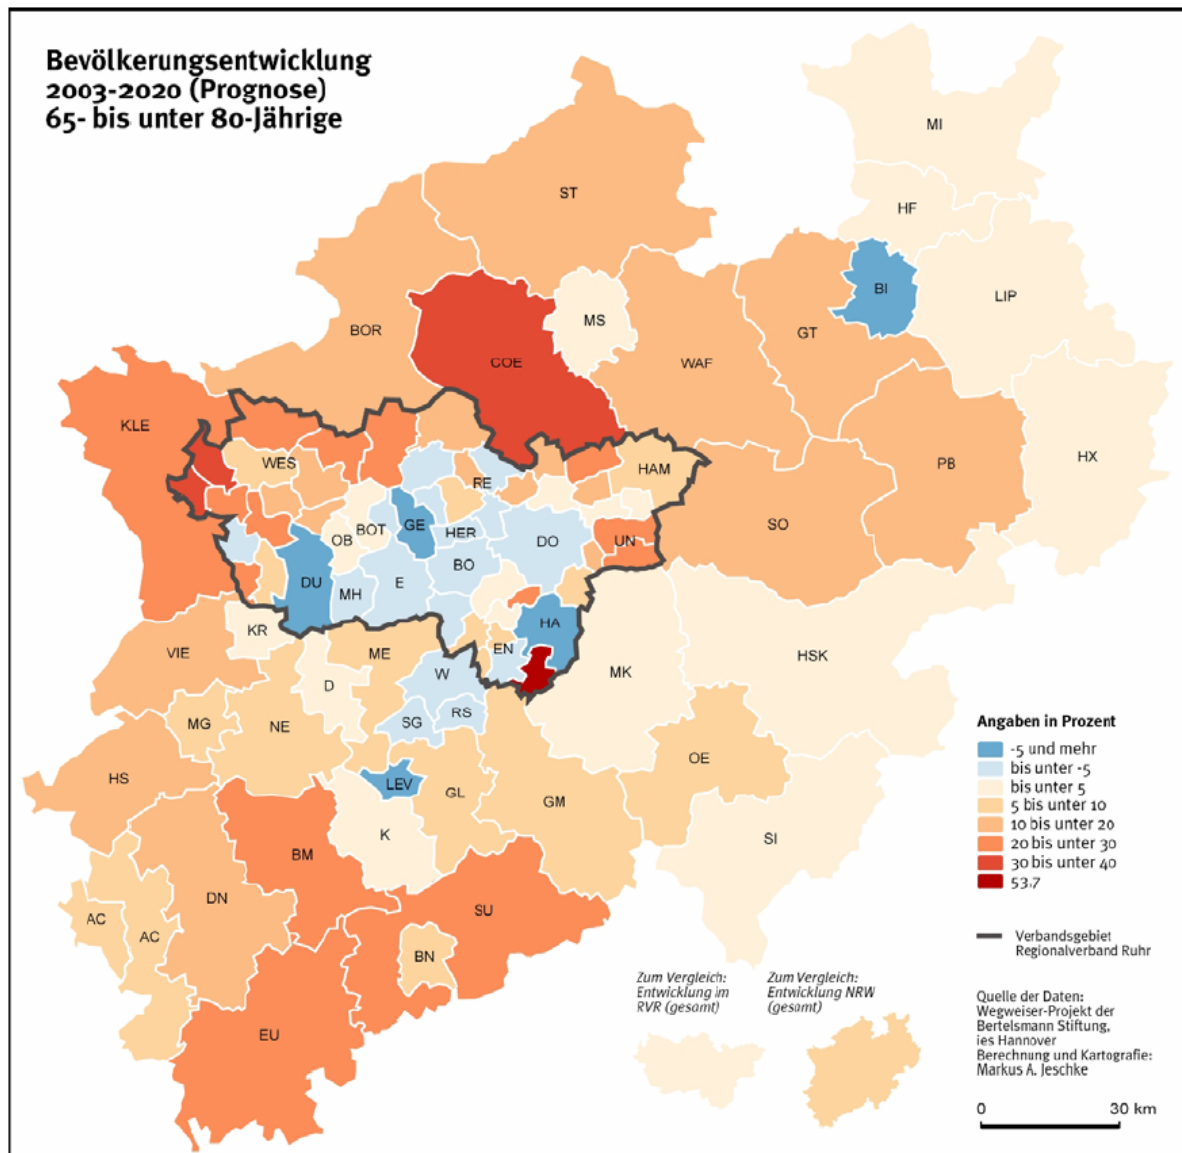 Bevölkerungsentwicklung
2003-2020 (Prognose)
65- bis unter 80-Jährige
MI
ST
HF
BI
LIP
MS
BOR
GT
COE
WAF
KLE
HX
WES
HAM
PB
RE
SO
GE
BOT
HER
OB
DO
UN
BO
DU
E
MH
HA
KR
EN
VIE
ME
HSK
MK
W
D
RS
MG
SG
NE
OE
HS
LEV
GL
GM
K
SI
BM
DN
SU
AC
AC
BN
EU
Angaben in Prozent
-5 und mehr
bis unter -5
bis unter 5
5 bis unter 10
10 bis unter 20
20 bis unter 30
30 bis unter 40
53,7
Verbandsgebiet
Regionalverband Ruhr
Zum Vergleich:
Entwicklung im
RVR (gesamt)
Zum Vergleich:
Entwicklung NRW
(gesamt)
Quelle der Daten:
Wegweiser-Projekt der
Bertelsmann Stiftung,
ies Hannover
Berechnung und Kartografie:
Markus A. Jeschke
0 30 km